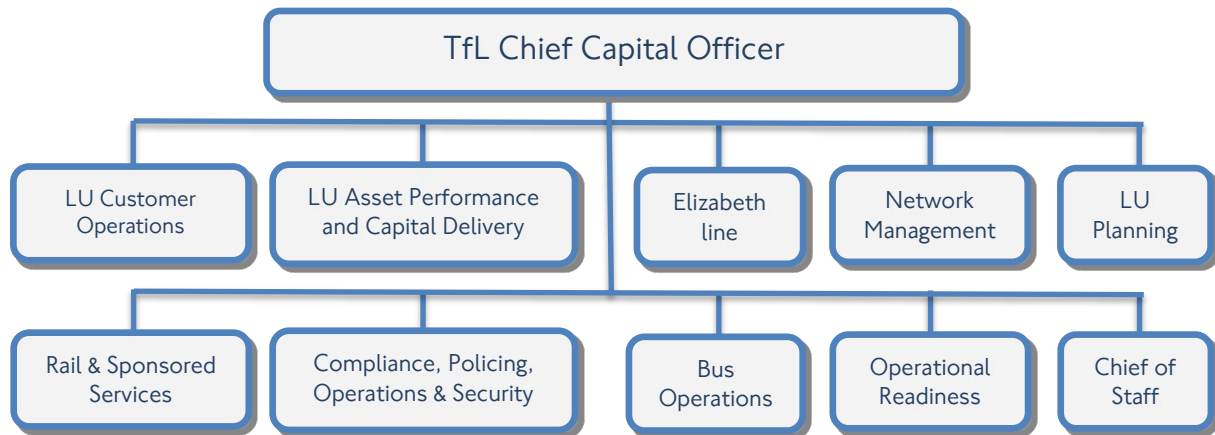 TfL Chief Capital Officer
LU Customer
Operations
LU Asset Performance
and Capital Delivery
Elizabeth
line
Network
Management
LU
Planning
Rail & Sponsored
Services
Compliance, Policing,
Operations & Security
Bus
Operations
Operational
Readiness
Chief of
Staff